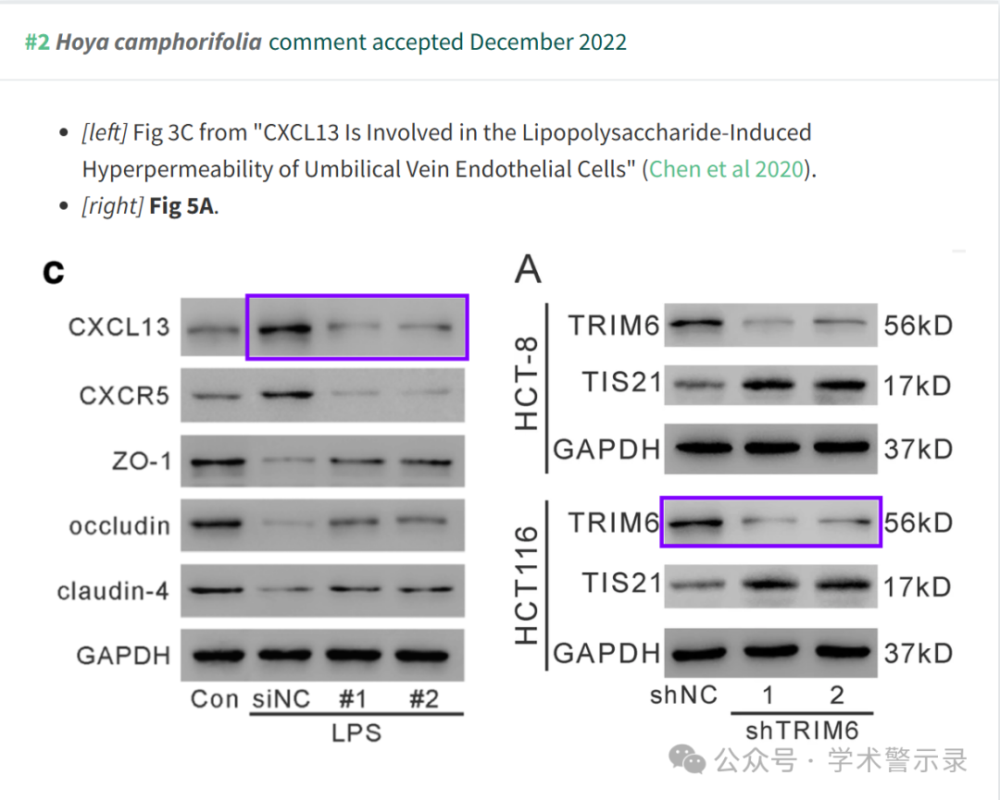 #2 Hoya camphorifolia comment accepted December 2022
[left] Fig 3C from "CXCL13 Is Involved in the Lipopolysaccharide-Induced
Hyperpermeability of Umbilical Vein Endothelial Cells" (Chen et al 2020).
[right] Fig 5A.
C
CXCL13
CXCR5
ZO-1
occludin
claudin-4
GAPDH
Con siNC #1 #2
LPS
A
HCT-8
TRIM6 56kD
TIS21 17kD
GAPDH 37kD
HCT116
TRIM6 56kD
TIS21 17kD
GAPDH 37kD
shNC 1 2
shTRIM6
公众号 · 学术警示录